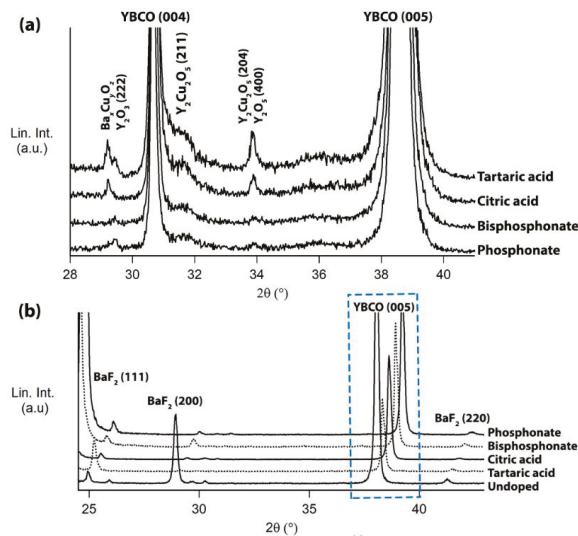 (a)
YBCO (004)
YBCO (005)
BaxCuyO2
Y2O3 (222)
Y2Cu2O5 (211)
Y2Cu2O5 (204)
Y2O5 (400)
Lin. Int.
(a.u.)
Tartaric acid
Citric acid
Bisphosphonate
Phosphonate
28 30 32 34 36 38 40
2θ (°)
(b)
YBCO (005)
BaF2 (111)
BaF2 (200)
BaF2 (220)
Lin. Int.
(a.u)
Phosphonate
Bisphosphonate
Citric acid
Tartaric acid
Undoped
25 30 35 40
2θ (°)